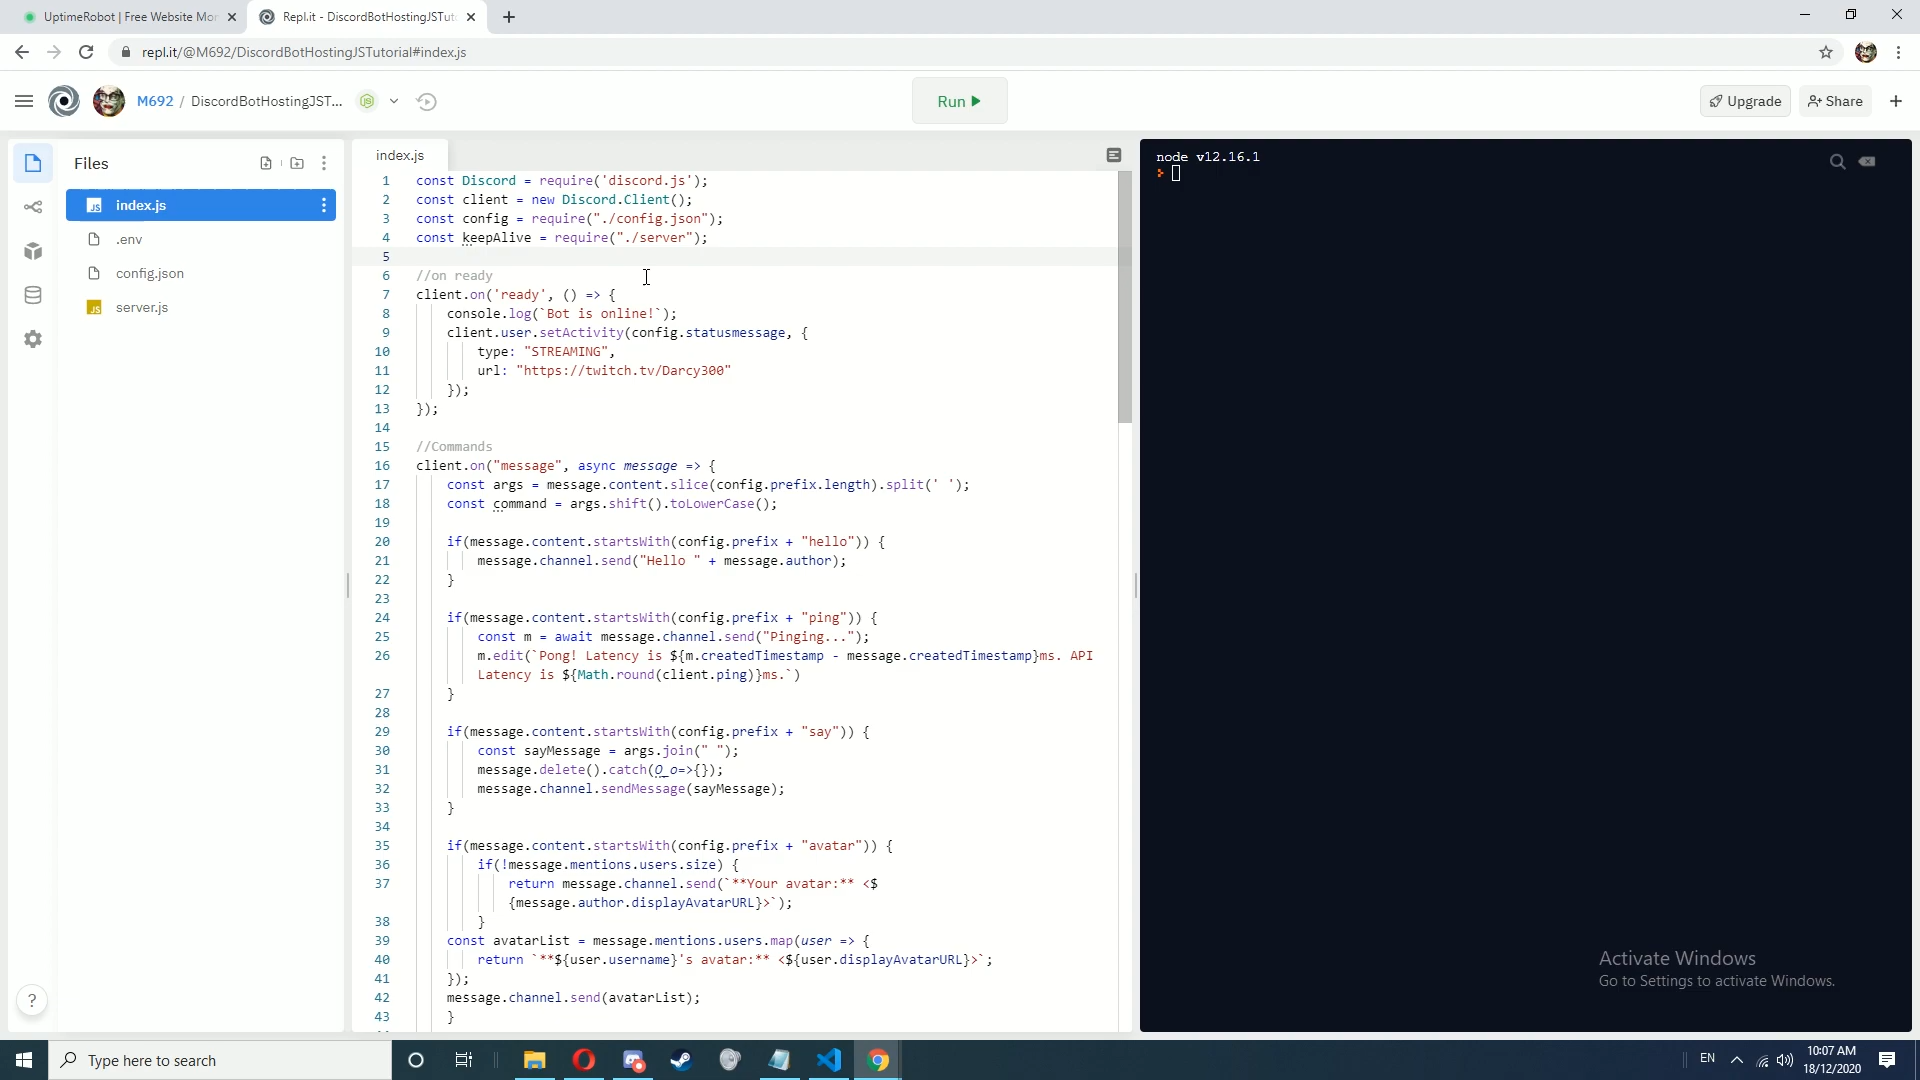 UptimeRobot | Free Website Mor
Repl.it - DiscordBotHostingJSTut
repl.it/@M692/DiscordBotHostingJSTutorial#index.js
M692 / DiscordBotHostingJST...
Run
Upgrade
Share
Files
index.js
.env
config.json
server.js
index.js
1 const Discord = require('discord.js');
2 const client = new Discord.Client();
3 const config = require("./config.json");
4 const keepAlive = require("./server");
5
6 //on ready
7 client.on('ready', () => {
8 console.log(`Bot is online!`);
9 client.user.setActivity(config.statusmessage, {
10 type: "STREAMING",
11 url: "https://twitch.tv/Darcy300"
12 });
13 });
14
15 //Commands
16 client.on("message", async message => {
17 const args = message.content.slice(config.prefix.length).split(' ');
18 const command = args.shift().toLowerCase();
19
20 if(message.content.startsWith(config.prefix + "hello")) {
21 message.channel.send("Hello " + message.author);
22 }
23
24 if(message.content.startsWith(config.prefix + "ping")) {
25 const m = await message.channel.send("Pinging...");
26 m.edit(`Pong! Latency is ${m.createdTimestamp - message.createdTimestamp}ms. API
Latency is ${Math.round(client.ping)}ms.`)
27 }
28
29 if(message.content.startsWith(config.prefix + "say")) {
30 const sayMessage = args.join(" ");
31 message.delete().catch(O_o=>{});
32 message.channel.sendMessage(sayMessage);
33 }
34
35 if(message.content.startsWith(config.prefix + "avatar")) {
36 if(!message.mentions.users.size) {
37 return message.channel.send(`**Your avatar:** <$
{message.author.displayAvatarURL}>`);
38 }
39 const avatarList = message.mentions.users.map(user => {
40 return `**${user.username}'s avatar:** <${user.displayAvatarURL}>`;
41 });
42 message.channel.send(avatarList);
43 }
node v12.16.1
Activate Windows
Go to Settings to activate Windows.
Type here to search
EN
10:07 AM
18/12/2020